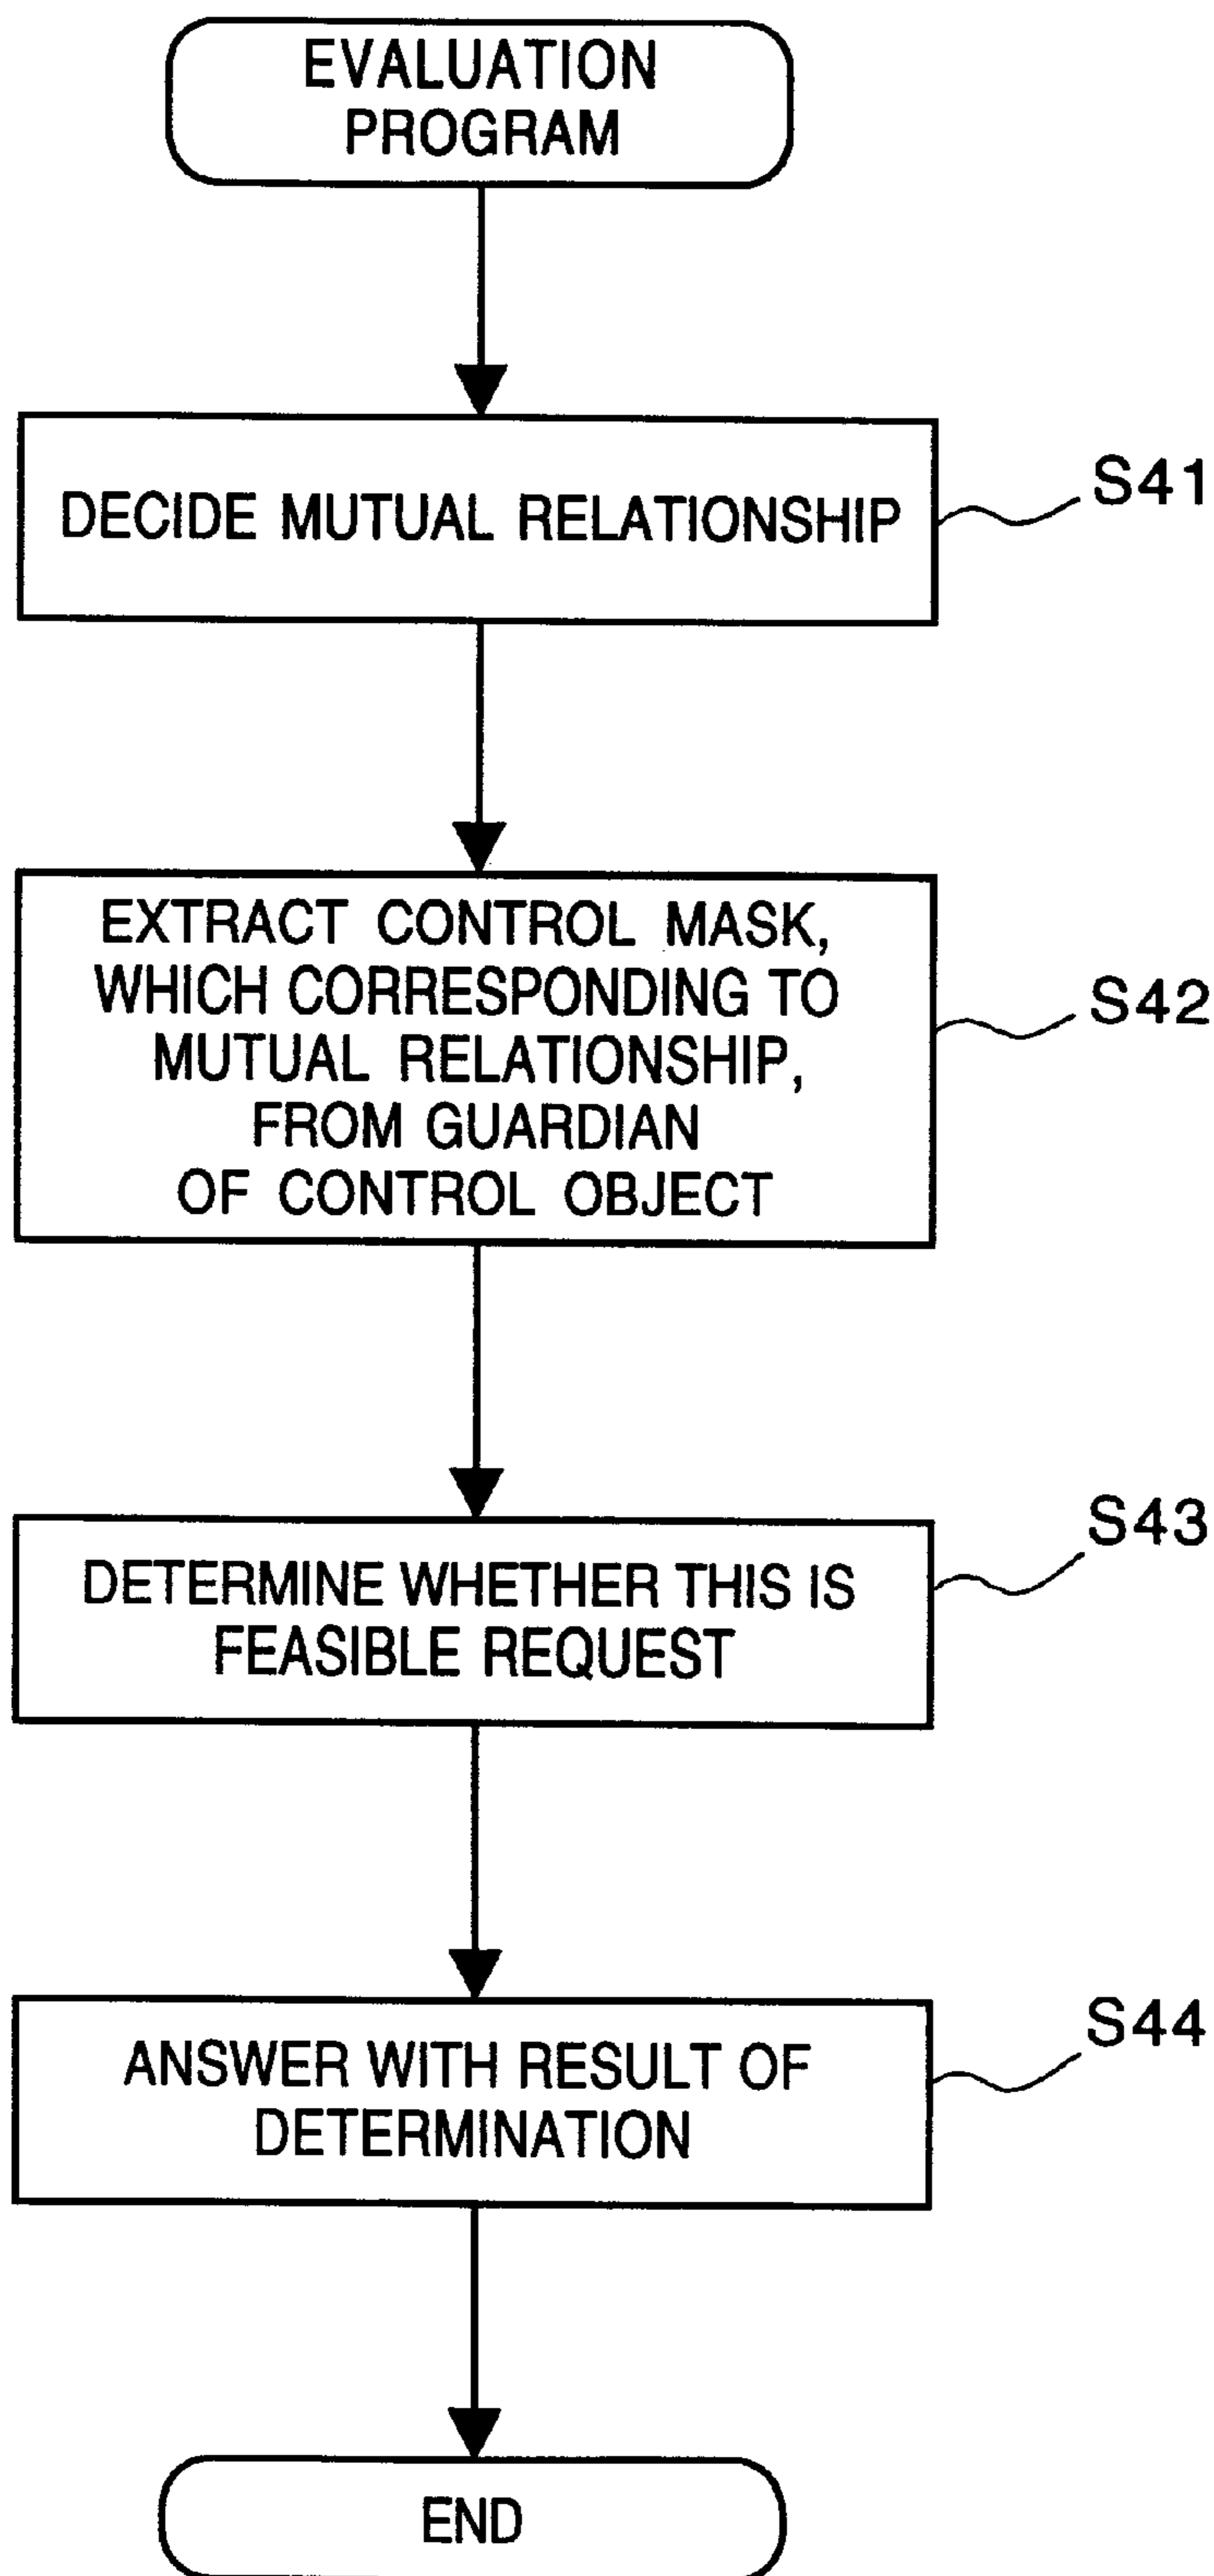 EVALUATION
PROGRAM
DECIDE MUTUAL RELATIONSHIP
S41
EXTRACT CONTROL MASK,
WHICH CORRESPONDING TO
MUTUAL RELATIONSHIP,
FROM GUARDIAN
OF CONTROL OBJECT
S42
DETERMINE WHETHER THIS IS
FEASIBLE REQUEST
S43
ANSWER WITH RESULT OF
DETERMINATION
S44
END